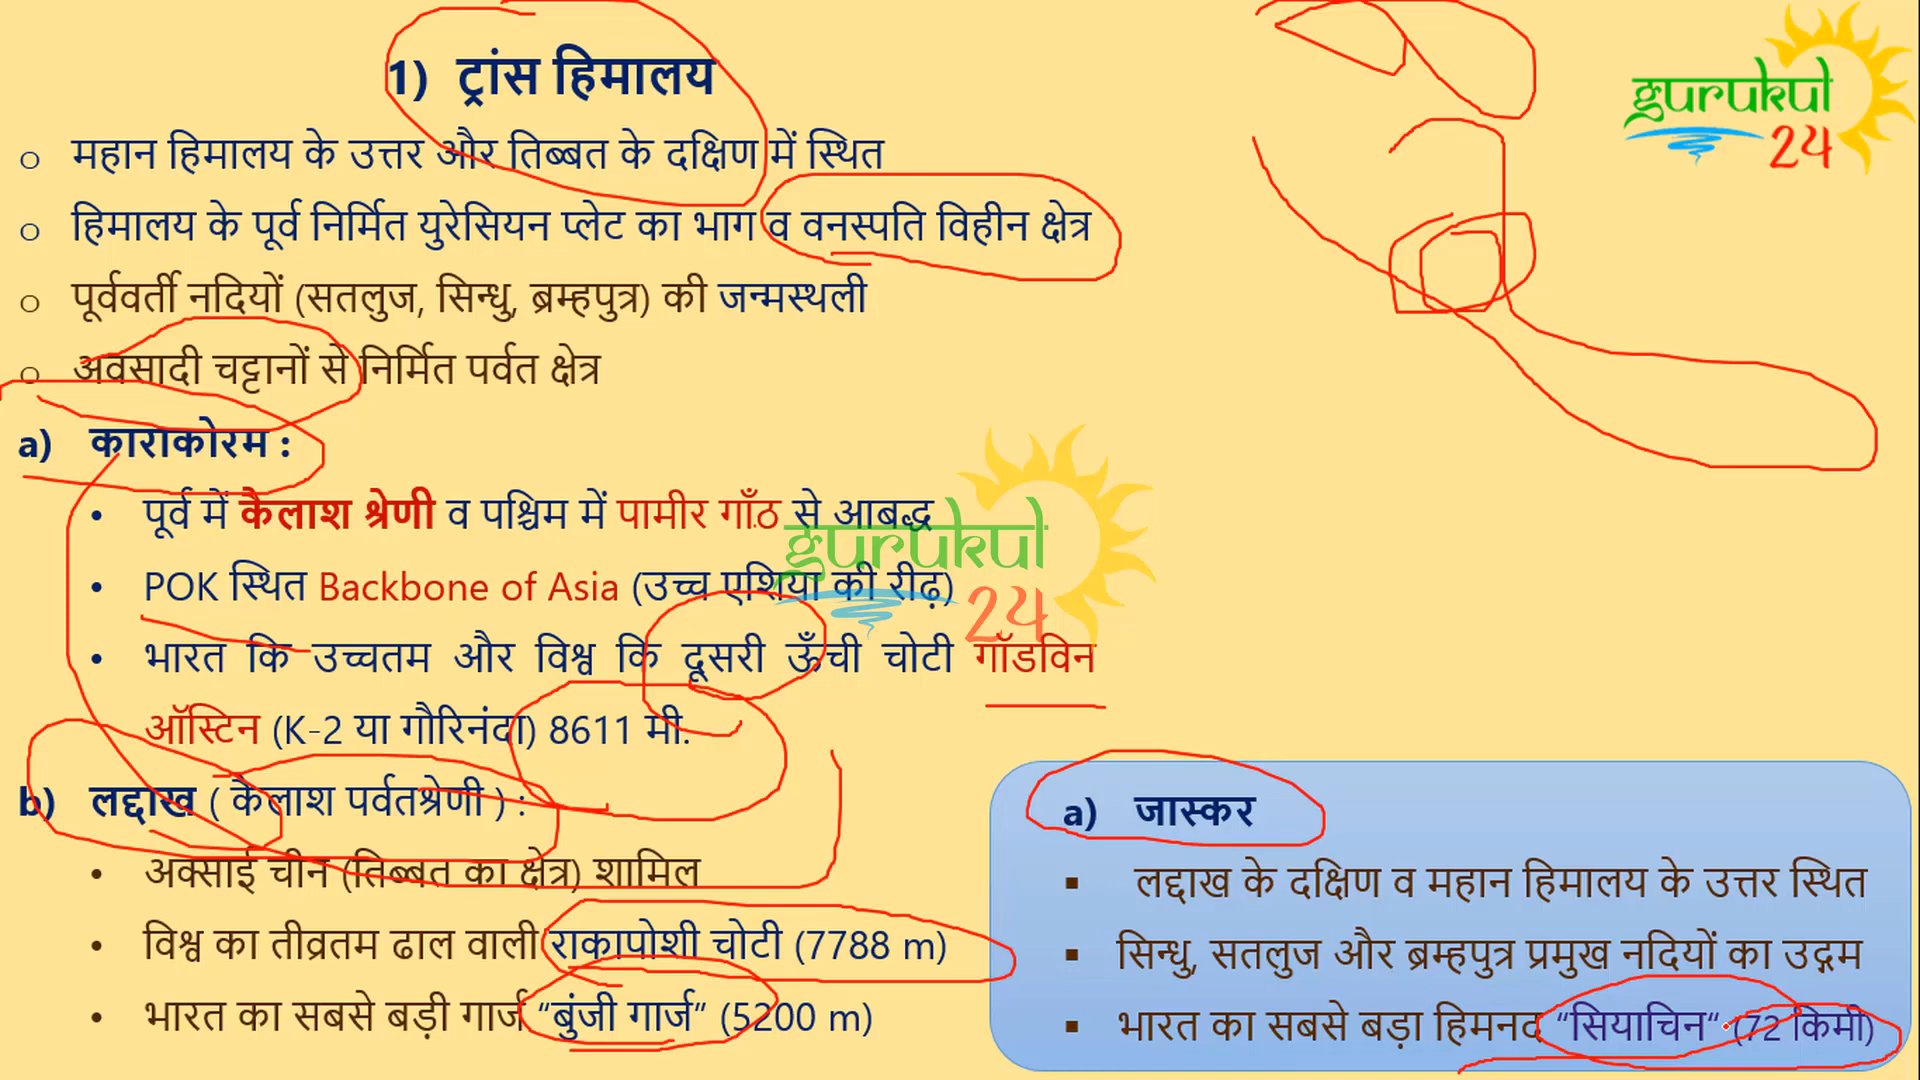 1) ट्रांस हिमालय
gurukul
24
o महान हिमालय के उत्तर और तिब्बत के दक्षिण में स्थित
o हिमालय के पूर्व निर्मित युरेसियन प्लेट का भाग व वनस्पति विहीन क्षेत्र
o पूर्ववर्ती नदियों (सतलुज, सिन्धु, ब्रम्हपुत्र) की जन्मस्थली
o अवसादी चट्टानों से निर्मित पर्वत क्षेत्र
a) काराकोरम :
• पूर्व में कैलाश श्रेणी व पश्चिम में पामीर गाँठ से आबद्ध
• POK स्थित Backbone of Asia (उच्च एशिया की रीढ़)
gurukul
24
• भारत कि उच्चतम और विश्व कि दूसरी ऊँची चोटी गॉडविन
ऑस्टिन (K-2 या गौरिनंदा) 8611 मी.
b) लद्दाख ( कैलाश पर्वतश्रेणी ) :
• अक्साई चीन (तिब्बत का क्षेत्र) शामिल
• विश्व का तीव्रतम ढाल वाली राकापोशी चोटी (7788 m)
• भारत का सबसे बड़ी गार्ज “बुंजी गार्ज” (5200 m)
a) जास्कर
▪ लद्दाख के दक्षिण व महान हिमालय के उत्तर स्थित
▪ सिन्धु, सतलुज और ब्रम्हपुत्र प्रमुख नदियों का उद्गम
▪ भारत का सबसे बड़ा हिमनद “सियाचिन“ (72 किमी)